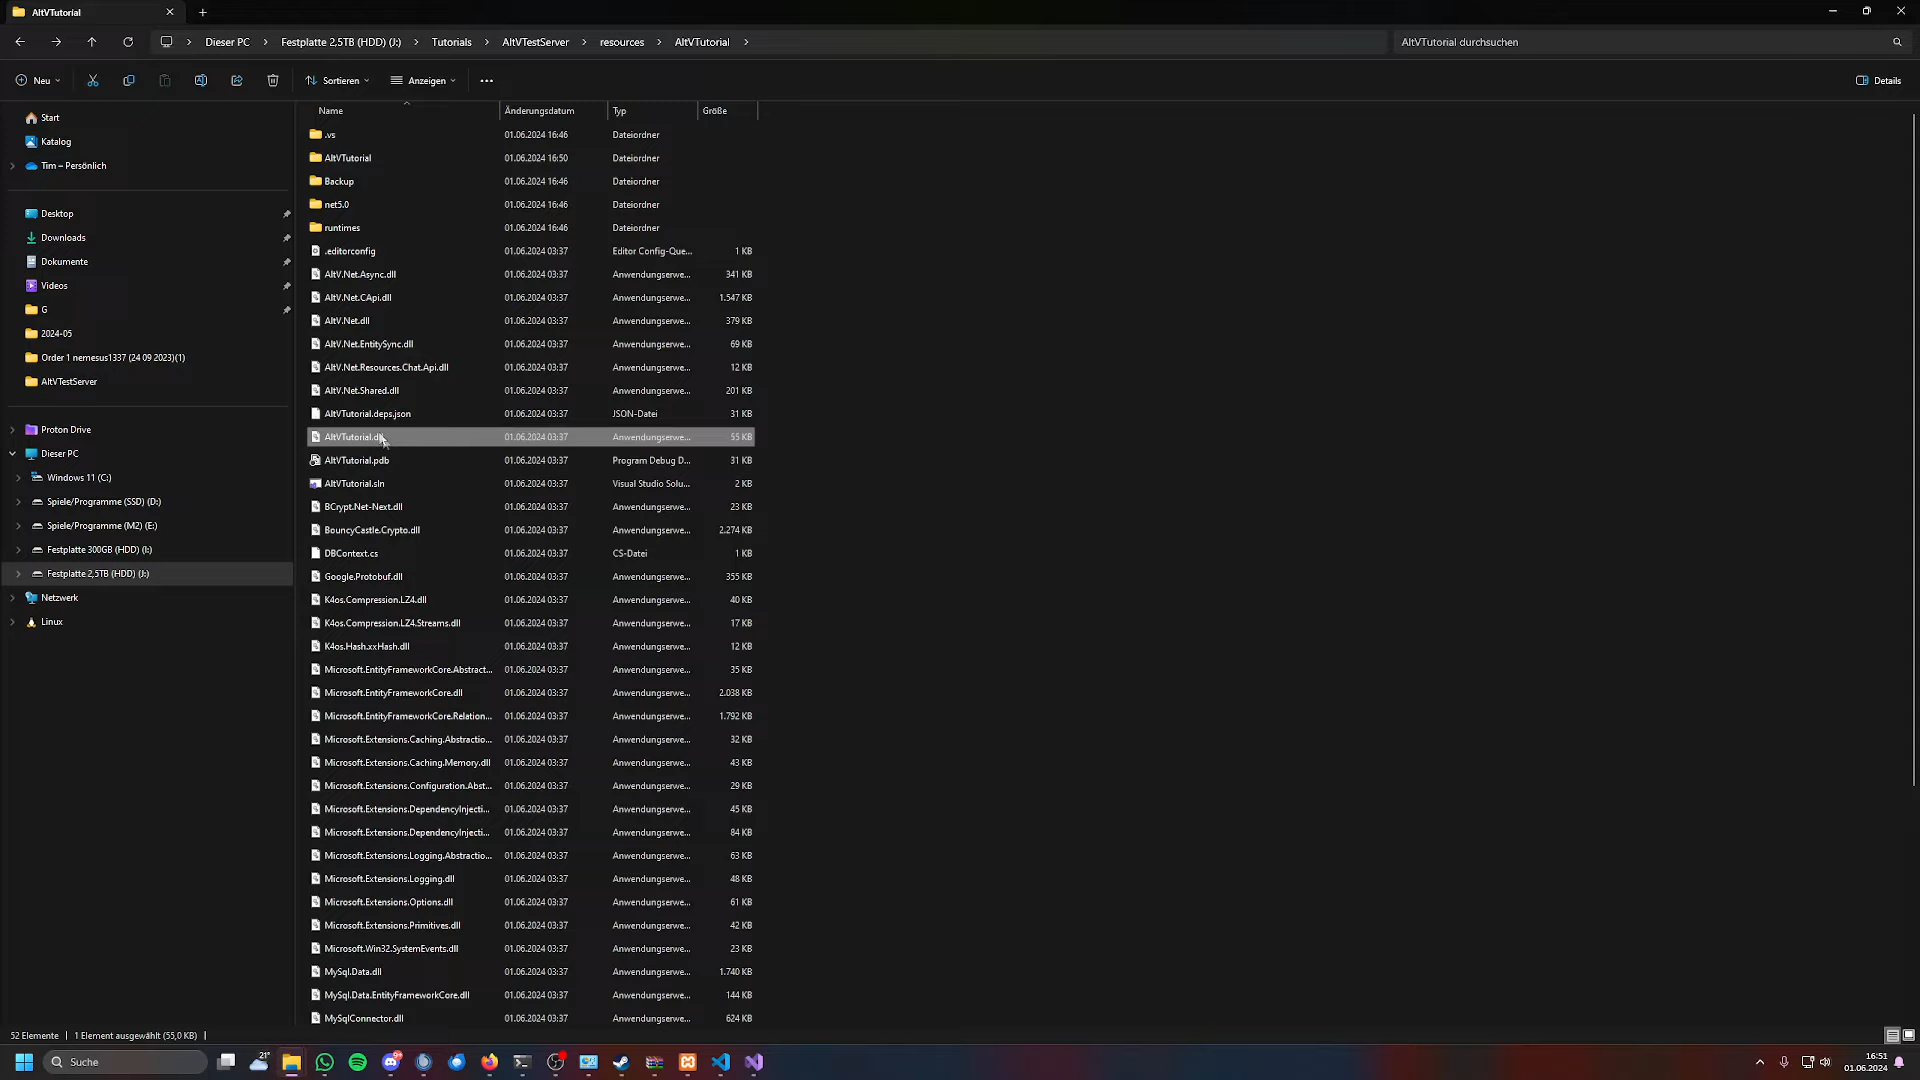 AltVTutorial
Dieser PC > Festplatte 2,5TB (HDD) (J:) > Tutorials > AltVTestServer > resources > AltVTutorial >
AltVTutorial durchsuchen
Neu
Sortieren
Anzeigen
Details
Start
Katalog
Tim – Persönlich
Desktop
Downloads
Dokumente
Videos
G
2024-05
Order 1 nemesus1337 (24 09 2023)(1)
AltVTestServer
Proton Drive
Dieser PC
Windows 11 (C:)
Spiele/Programme (SSD) (D:)
Spiele/Programme (M2) (E:)
Festplatte 300GB (HDD) (I:)
Festplatte 2,5TB (HDD) (J:)
Netzwerk
Linux
Name Änderungsdatum Typ Größe
.vs 01.06.2024 16:46 Dateiordner
AltVTutorial 01.06.2024 16:50 Dateiordner
Backup 01.06.2024 16:46 Dateiordner
net5.0 01.06.2024 16:46 Dateiordner
runtimes 01.06.2024 16:46 Dateiordner
.editorconfig 01.06.2024 03:37 Editor Config-Que... 1 KB
AltV.Net.Async.dll 01.06.2024 03:37 Anwendungserwe... 341 KB
AltV.Net.CApi.dll 01.06.2024 03:37 Anwendungserwe... 1.547 KB
AltV.Net.dll 01.06.2024 03:37 Anwendungserwe... 379 KB
AltV.Net.EntitySync.dll 01.06.2024 03:37 Anwendungserwe... 69 KB
AltV.Net.Resources.Chat.Api.dll 01.06.2024 03:37 Anwendungserwe... 12 KB
AltV.Net.Shared.dll 01.06.2024 03:37 Anwendungserwe... 201 KB
AltVTutorial.deps.json 01.06.2024 03:37 JSON-Datei 31 KB
AltVTutorial.dll 01.06.2024 03:37 Anwendungserwe... 55 KB
AltVTutorial.pdb 01.06.2024 03:37 Program Debug D... 31 KB
AltVTutorial.sln 01.06.2024 03:37 Visual Studio Solu... 2 KB
BCrypt.Net-Next.dll 01.06.2024 03:37 Anwendungserwe... 23 KB
BouncyCastle.Crypto.dll 01.06.2024 03:37 Anwendungserwe... 2.274 KB
DBContext.cs 01.06.2024 03:37 CS-Datei 1 KB
Google.Protobuf.dll 01.06.2024 03:37 Anwendungserwe... 355 KB
K4os.Compression.LZ4.dll 01.06.2024 03:37 Anwendungserwe... 40 KB
K4os.Compression.LZ4.Streams.dll 01.06.2024 03:37 Anwendungserwe... 17 KB
K4os.Hash.xxHash.dll 01.06.2024 03:37 Anwendungserwe... 12 KB
Microsoft.EntityFrameworkCore.Abstract... 01.06.2024 03:37 Anwendungserwe... 35 KB
Microsoft.EntityFrameworkCore.dll 01.06.2024 03:37 Anwendungserwe... 2.038 KB
Microsoft.EntityFrameworkCore.Relation... 01.06.2024 03:37 Anwendungserwe... 1.792 KB
Microsoft.Extensions.Caching.Abstractio... 01.06.2024 03:37 Anwendungserwe... 32 KB
Microsoft.Extensions.Caching.Memory.dll 01.06.2024 03:37 Anwendungserwe... 43 KB
Microsoft.Extensions.Configuration.Abst... 01.06.2024 03:37 Anwendungserwe... 29 KB
Microsoft.Extensions.DependencyInjecti... 01.06.2024 03:37 Anwendungserwe... 45 KB
Microsoft.Extensions.DependencyInjecti... 01.06.2024 03:37 Anwendungserwe... 84 KB
Microsoft.Extensions.Logging.Abstractio... 01.06.2024 03:37 Anwendungserwe... 63 KB
Microsoft.Extensions.Logging.dll 01.06.2024 03:37 Anwendungserwe... 48 KB
Microsoft.Extensions.Options.dll 01.06.2024 03:37 Anwendungserwe... 61 KB
Microsoft.Extensions.Primitives.dll 01.06.2024 03:37 Anwendungserwe... 42 KB
Microsoft.Win32.SystemEvents.dll 01.06.2024 03:37 Anwendungserwe... 23 KB
MySql.Data.dll 01.06.2024 03:37 Anwendungserwe... 1.740 KB
MySql.Data.EntityFrameworkCore.dll 01.06.2024 03:37 Anwendungserwe... 144 KB
MySqlConnector.dll 01.06.2024 03:37 Anwendungserwe... 624 KB
52 Elemente | 1 Element ausgewählt (55,0 KB) |
Suche
21°
16:51
01.06.2024